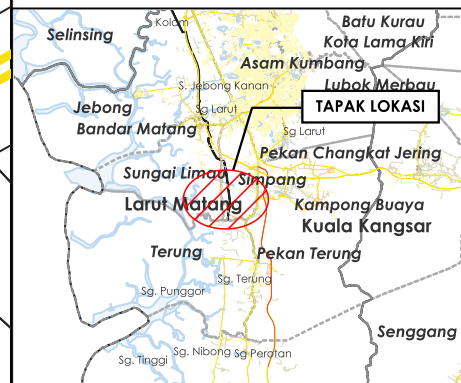 Kolam
Batu Kurau
Selinsing
Kota Lama Kiri
Asam Kumbang
S. Jebong Kanan
Lubok Merbau
Jebong
Sg Larut
TAPAK LOKASI
Bandar Matang
Sg Larut
Pekan Changkat Jering
Sungai Limau
Simpang
Larut Matang
Kampong Buaya
Kuala Kangsar
Terung
Pekan Terung
Sg. Terung
Sg. Punggor
Senggang
Sg. Nibong
Sg Peratan
Sg. Tinggi